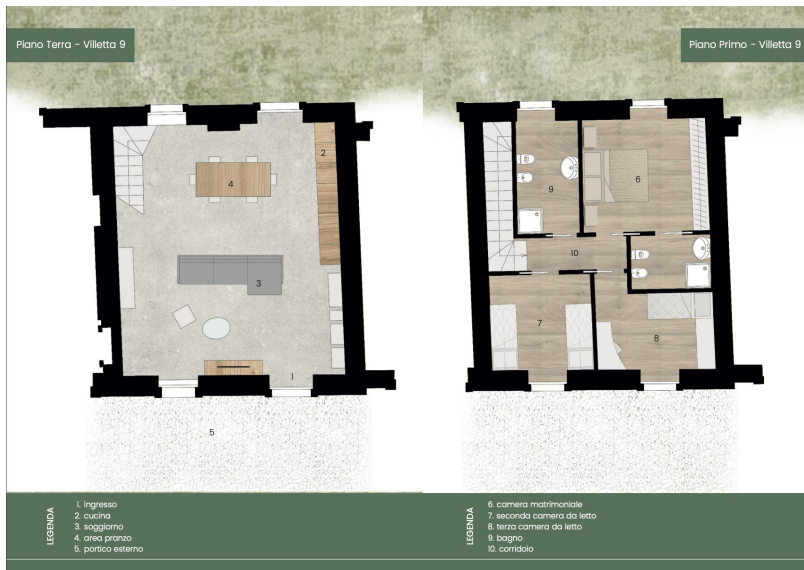 Piano Terra - Villetta 9
2
4
3
1
5
LEGENDA
1. ingresso
2. cucina
3. soggiorno
4. area pranzo
5. portico esterno
Piano Primo - Villetta 9
6
9
10
7
8
LEGENDA
6. camera matrimoniale
7. seconda camera da letto
8. terza camera da letto
9. bagno
10. corridoio